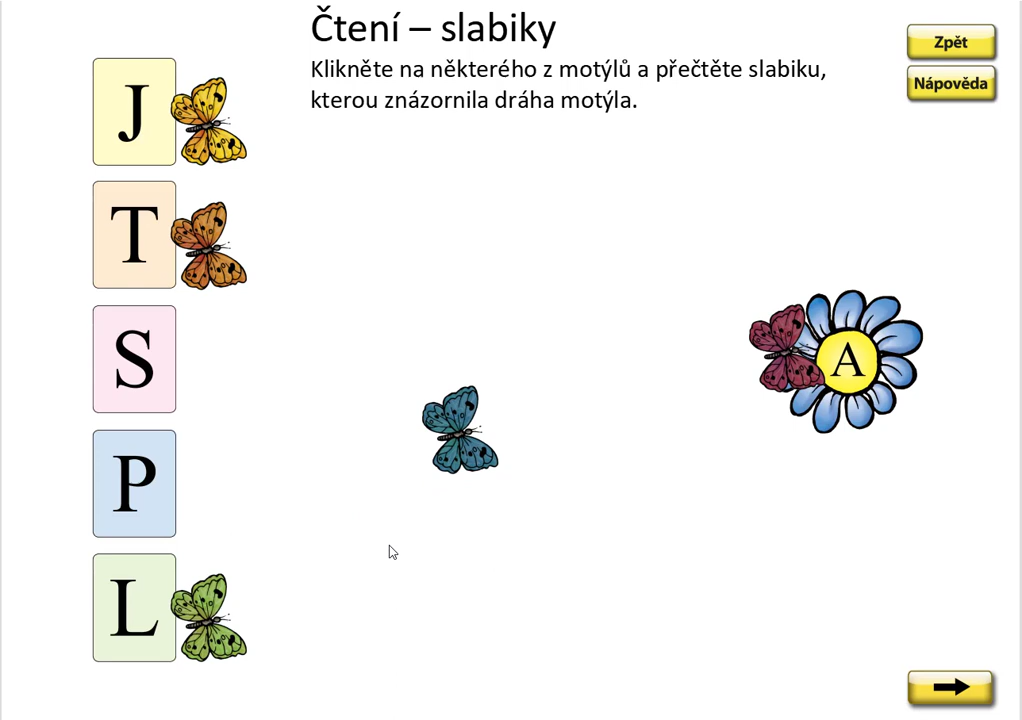 Čtení – slabiky
Klikněte na některého z motýlů a přečtěte slabiku,
kterou znázornila dráha motýla.
Zpět
Nápověda
J
T
S
P
L
A